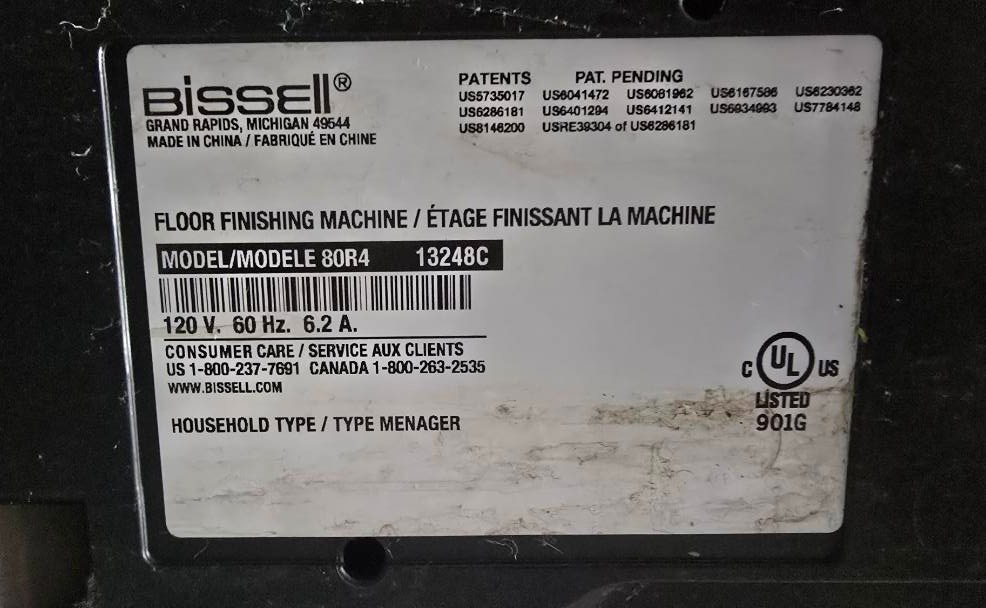 BISSELL®
GRAND RAPIDS, MICHIGAN 49544
MADE IN CHINA / FABRIQUÉ EN CHINE
PATENTS PAT. PENDING
US5735017 US6041472 US6081962 US6167586 US6230362
US6286181 US6401294 US6412141 US6934993 US7784148
US8146200 USRE39304 of US6286181
FLOOR FINISHING MACHINE / ÉTAGE FINISSANT LA MACHINE
MODEL/MODELE 80R4 13248C
120 V. 60 Hz. 6.2 A.
CONSUMER CARE / SERVICE AUX CLIENTS
US 1-800-237-7691 CANADA 1-800-263-2535
WWW.BISSELL.COM
HOUSEHOLD TYPE / TYPE MENAGER
C UL US
LISTED
901G